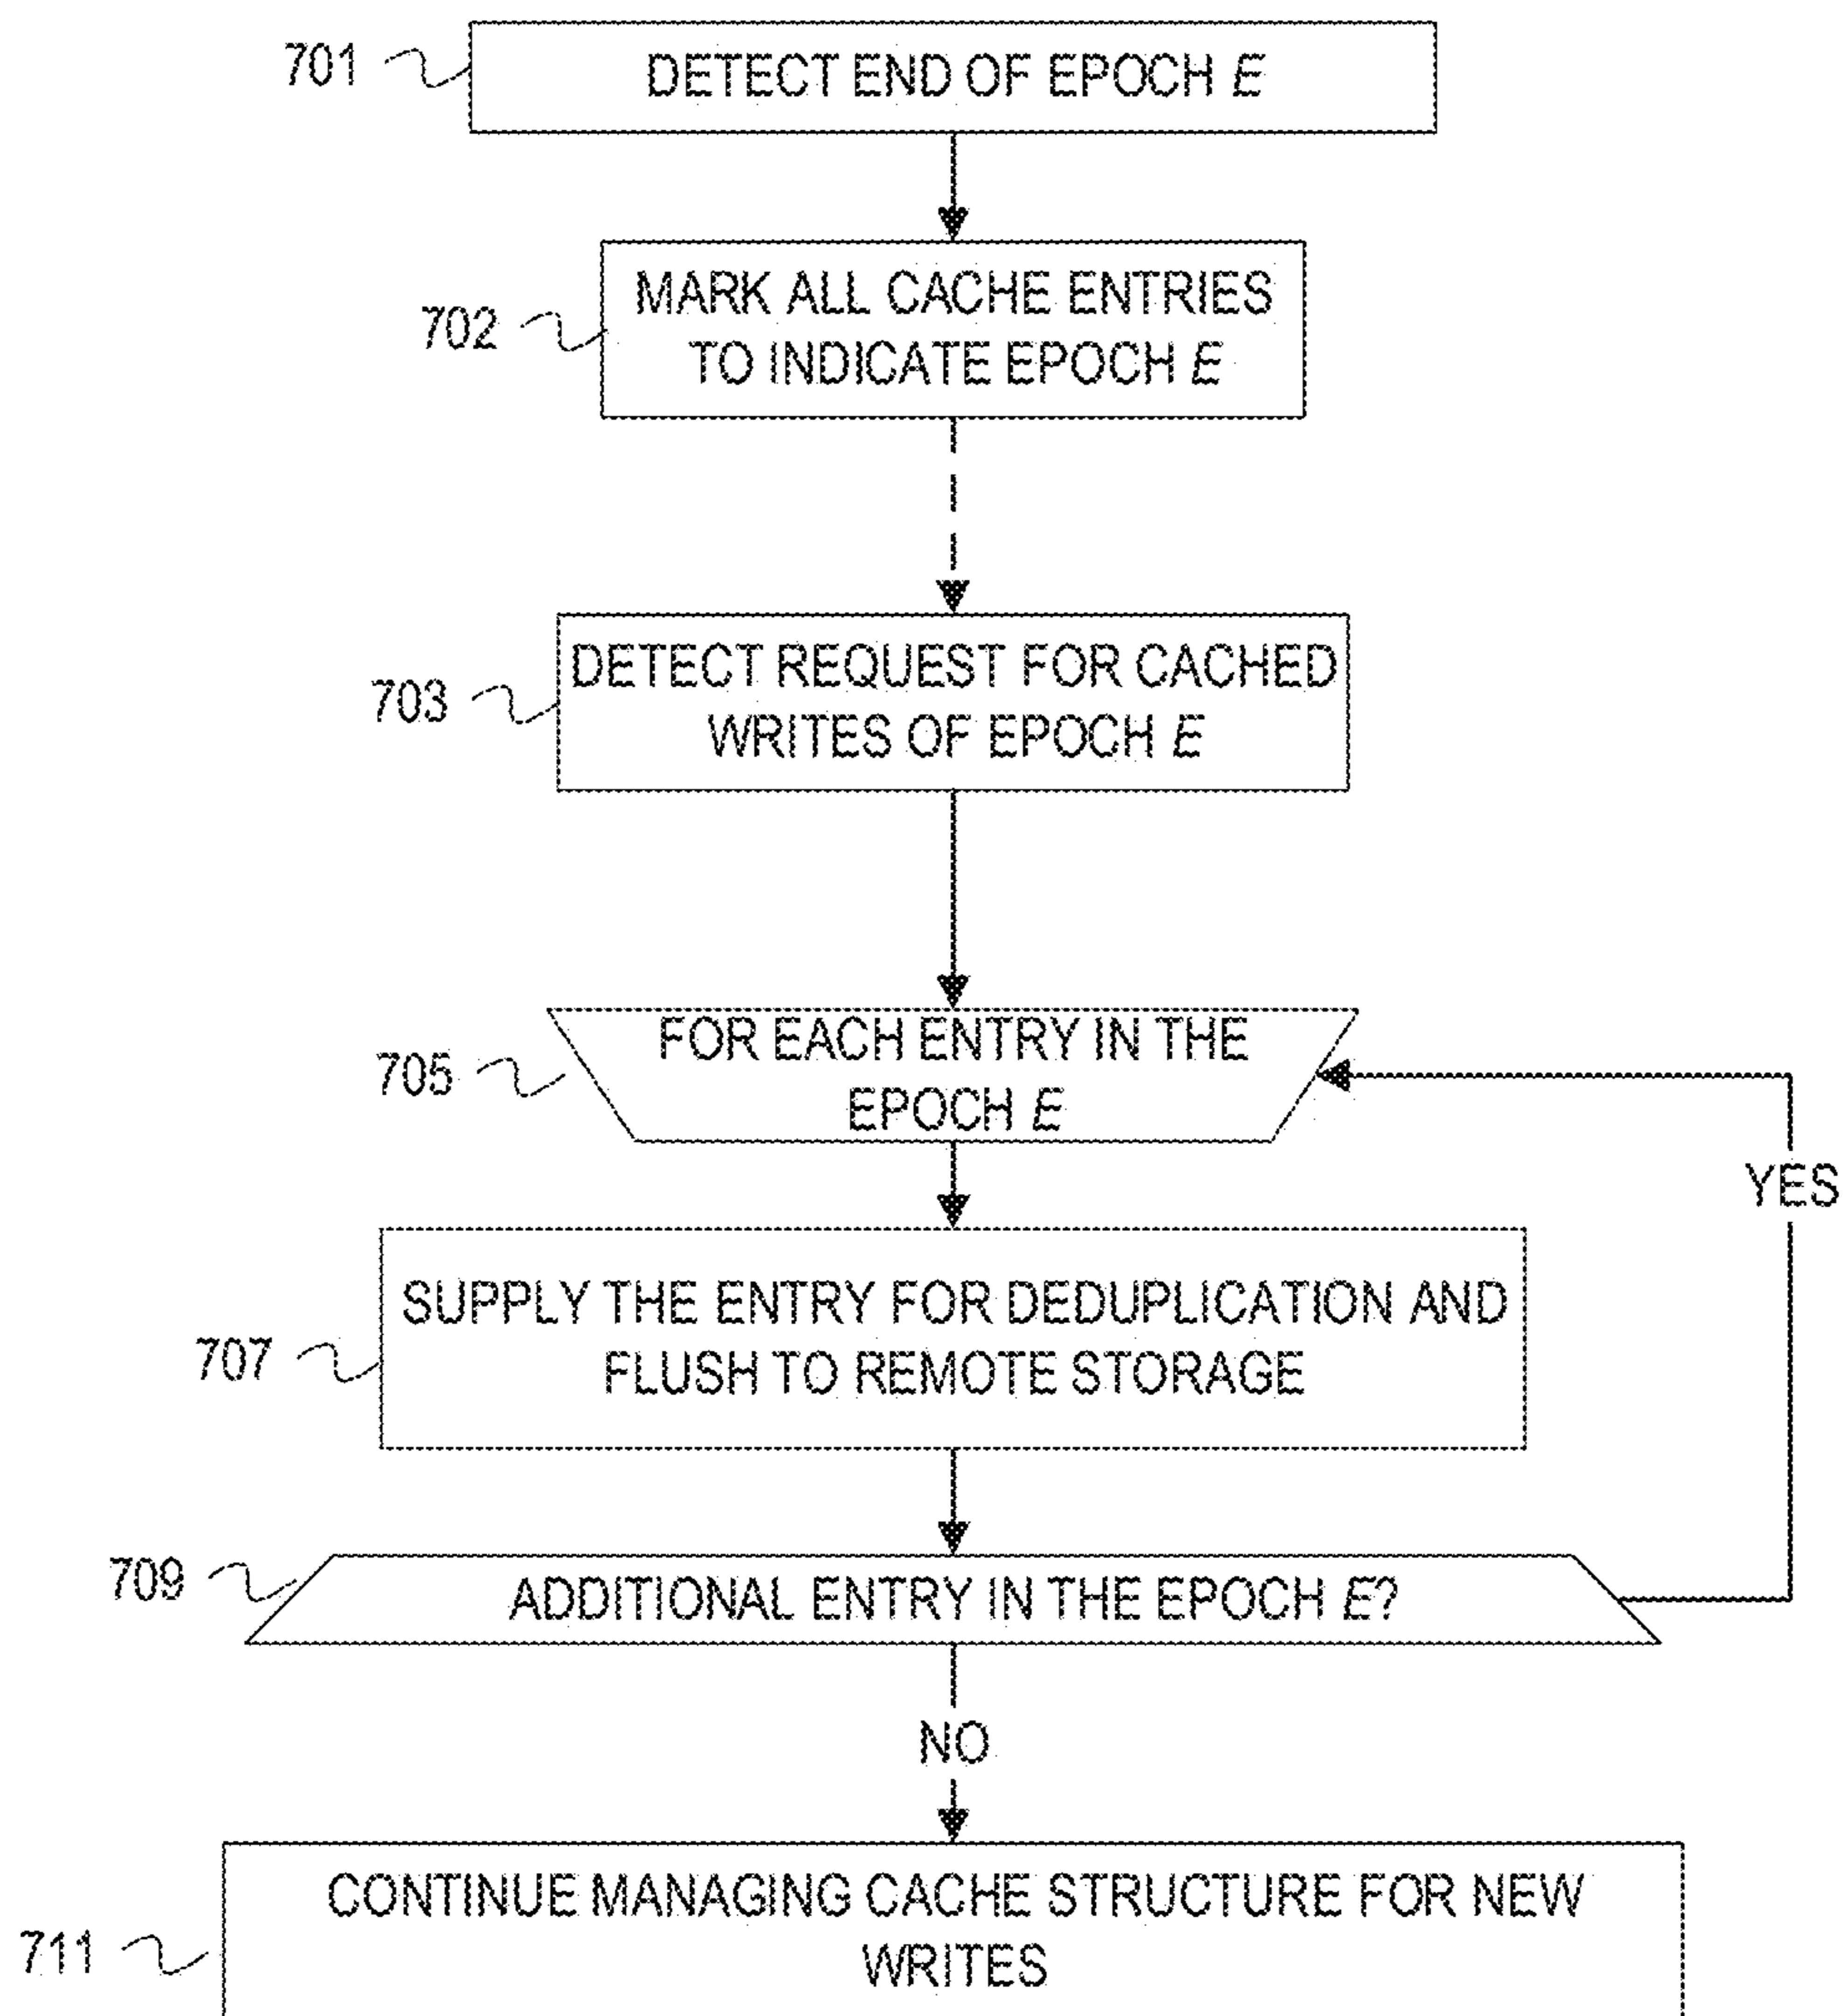 701
DETECT END OF EPOCH E
702
MARK ALL CACHE ENTRIES
TO INDICATE EPOCH E
703
DETECT REQUEST FOR CACHED
WRITES OF EPOCH E
705
FOR EACH ENTRY IN THE
EPOCH E
YES
707
SUPPLY THE ENTRY FOR DEDUPLICATION AND
FLUSH TO REMOTE STORAGE
709
ADDITIONAL ENTRY IN THE EPOCH E?
NO
711
CONTINUE MANAGING CACHE STRUCTURE FOR NEW
WRITES